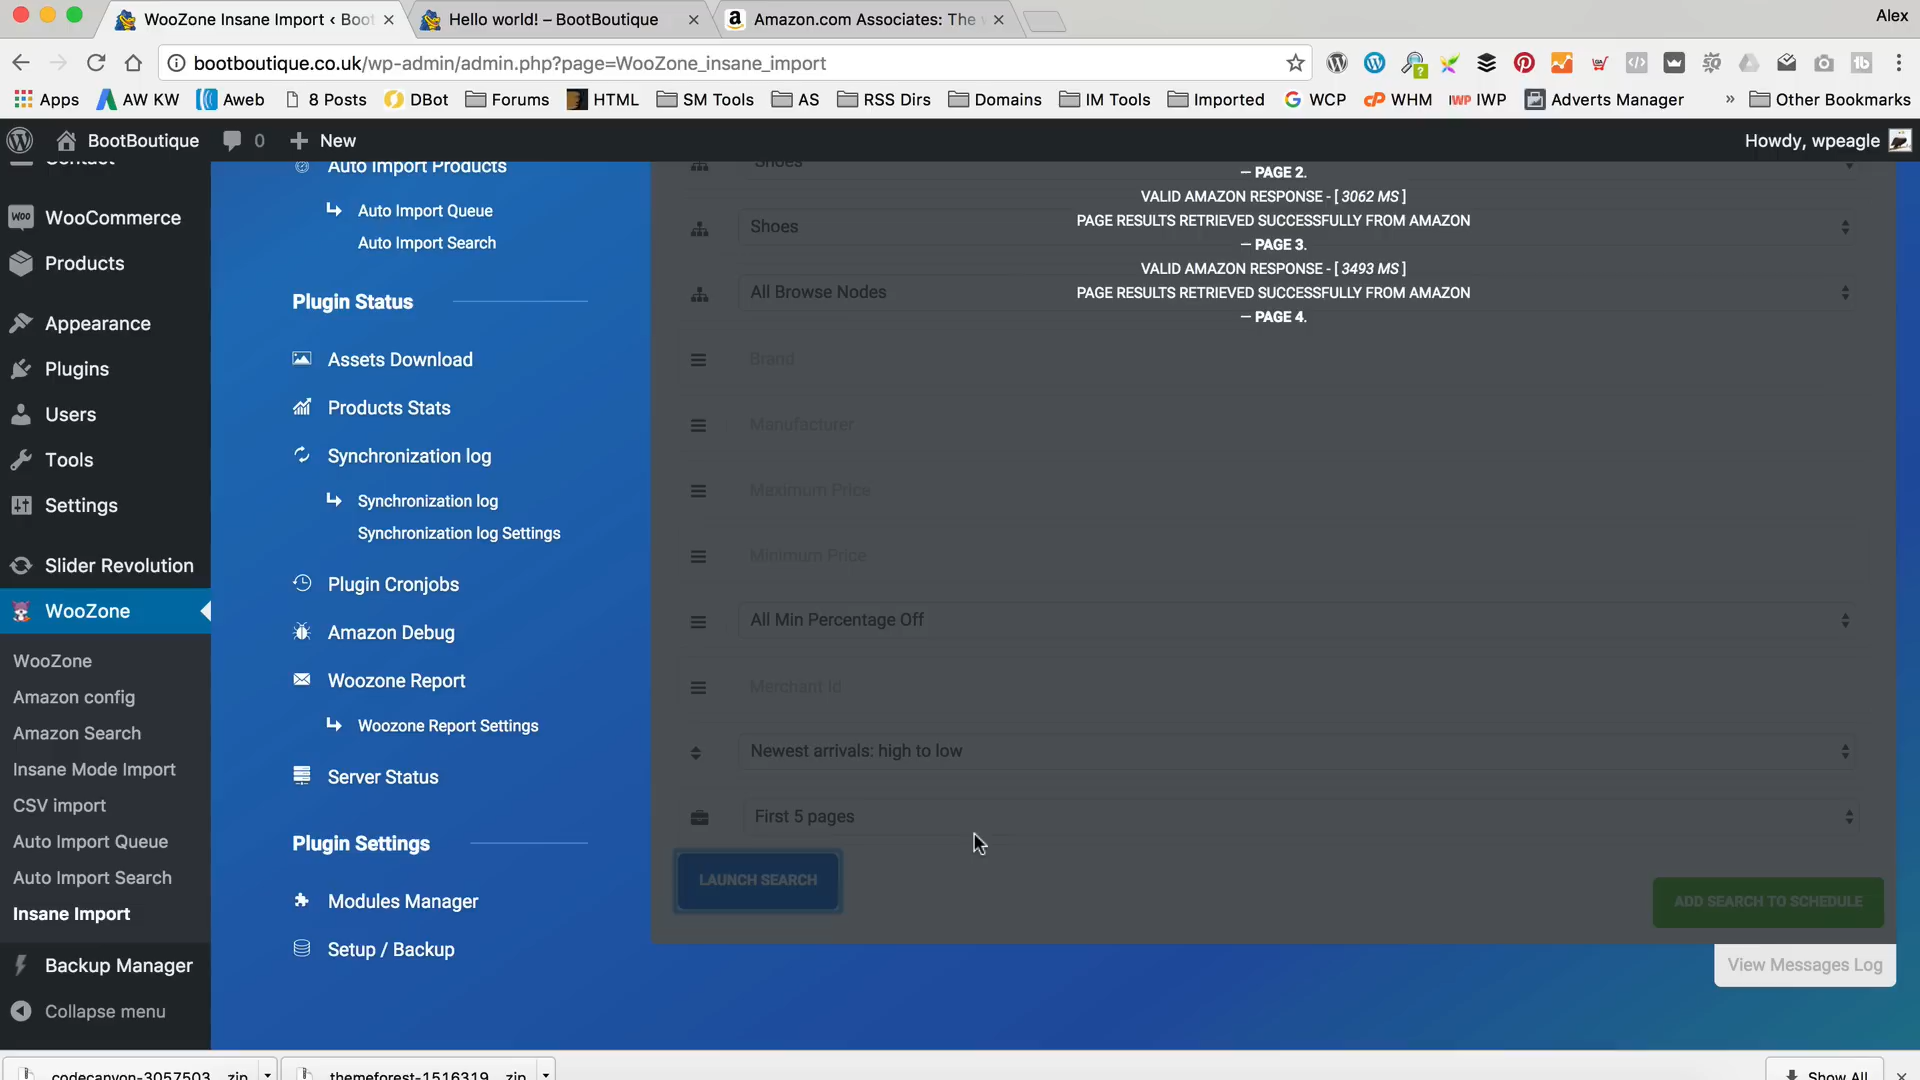 WooZone Insane Import ‹ Boot
Hello world! – BootBoutique
Amazon.com Associates: The
Alex
bootboutique.co.uk/wp-admin/admin.php?page=WooZone_insane_import
Apps
AW KW
Aweb
8 Posts
DBot
Forums
HTML
SM Tools
AS
RSS Dirs
Domains
IM Tools
Imported
WCP
WHM
IWP
Adverts Manager
»
Other Bookmarks
BootBoutique
0
New
Howdy, wpeagle
Contact
WooCommerce
Products
Appearance
Plugins
Users
Tools
Settings
Slider Revolution
WooZone
WooZone
Amazon config
Amazon Search
Insane Mode Import
CSV import
Auto Import Queue
Auto Import Search
Insane Import
Backup Manager
Collapse menu
Auto Import Products
Auto Import Queue
Auto Import Search
Plugin Status
Assets Download
Products Stats
Synchronization log
Synchronization log
Synchronization log Settings
Plugin Cronjobs
Amazon Debug
Woozone Report
Woozone Report Settings
Server Status
Plugin Settings
Modules Manager
Setup / Backup
Shoes
– PAGE 2.
VALID AMAZON RESPONSE - [ 3062 MS ]
PAGE RESULTS RETRIEVED SUCCESSFULLY FROM AMAZON
– PAGE 3.
VALID AMAZON RESPONSE - [ 3493 MS ]
PAGE RESULTS RETRIEVED SUCCESSFULLY FROM AMAZON
– PAGE 4.
Shoes
All Browse Nodes
Brand
Manufacturer
Maximum Price
Minimum Price
All Min Percentage Off
Merchant Id
Newest arrivals: high to low
First 5 pages
LAUNCH SEARCH
ADD SEARCH TO SCHEDULE
View Messages Log
codecanyon-3057503....zip
themeforest-1516319....zip
Show All